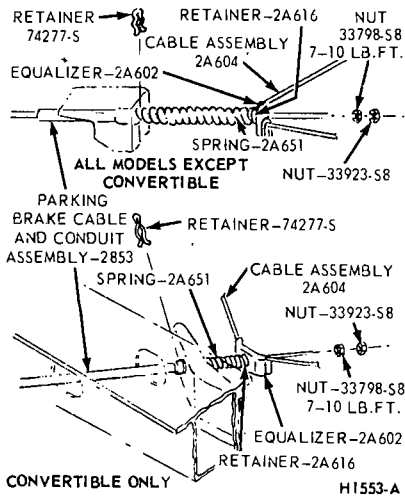 RETAINER
74277-S
RETAINER-2A616
NUT
33798-S8
7-10 LB.FT.
CABLE ASSEMBLY
2A604
EQUALIZER-2A602
SPRING-2A651
ALL MODELS EXCEPT
CONVERTIBLE
NUT-33923-S8
PARKING
BRAKE CABLE
AND CONDUIT
ASSEMBLY-2853
RETAINER-74277-S
SPRING-2A651
CABLE ASSEMBLY
2A604
NUT-33923-S8
NUT-33798-S8
7-10 LB.FT.
EQUALIZER-2A602
RETAINER-2A616
CONVERTIBLE ONLY
H1553-A